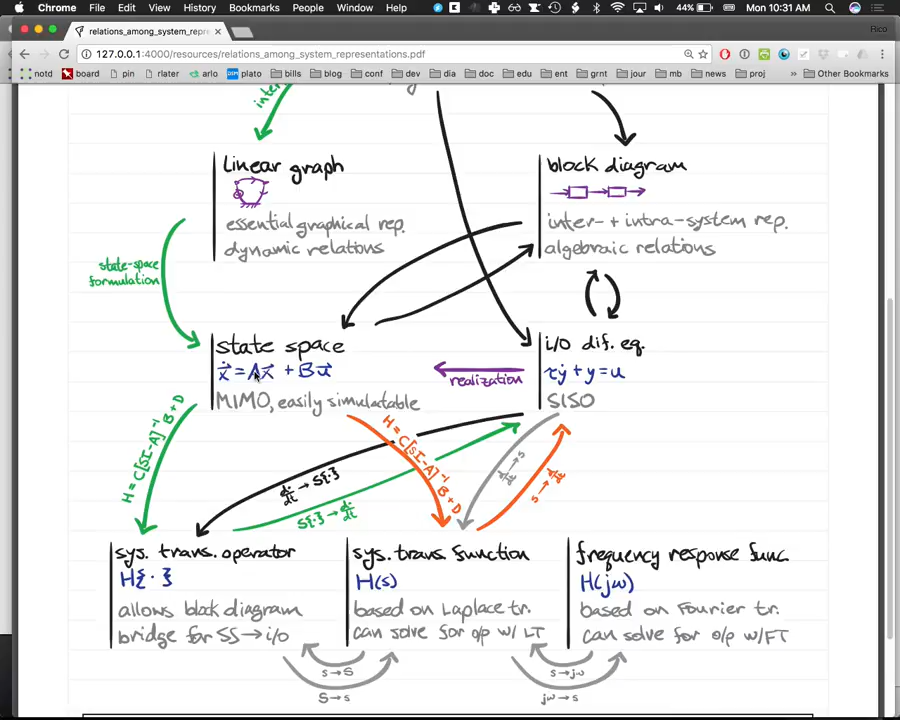 Chrome File Edit View History Bookmarks People Window Help 44% Mon 10:31 AM
relations_among_system_repre
Rico
127.0.0.1:4000/resources/relations_among_system_representations.pdf
notd board pin rlater arlo plato bills blog conf dev dia doc edu ent grnt jour mb news proj » Other Bookmarks
linear graph
essential graphical rep.
dynamic relations
block diagram
inter- + intra-system rep.
algebraic relations
state-space
formulation
state space
ẋ = Ax + Bu
MIMO, easily simulatable
realization
i/o dif. eq.
τẏ + y = u
SISO
H = C[SI-A]⁻¹B+D
H = C[sI-A]⁻¹B+D
d/dt → S{·}
S{·} → d/dt
d/dt → s
s → d/dt
sys. trans. operator
H{·}
allows block diagram
bridge for SS → i/o
sys. trans. function
H(s)
based on Laplace tr.
can solve for o/p w/ LT
frequency response func.
H(jω)
based on Fourier tr.
can solve for o/p w/FT
s → S
S → s
s → jω
jω → s